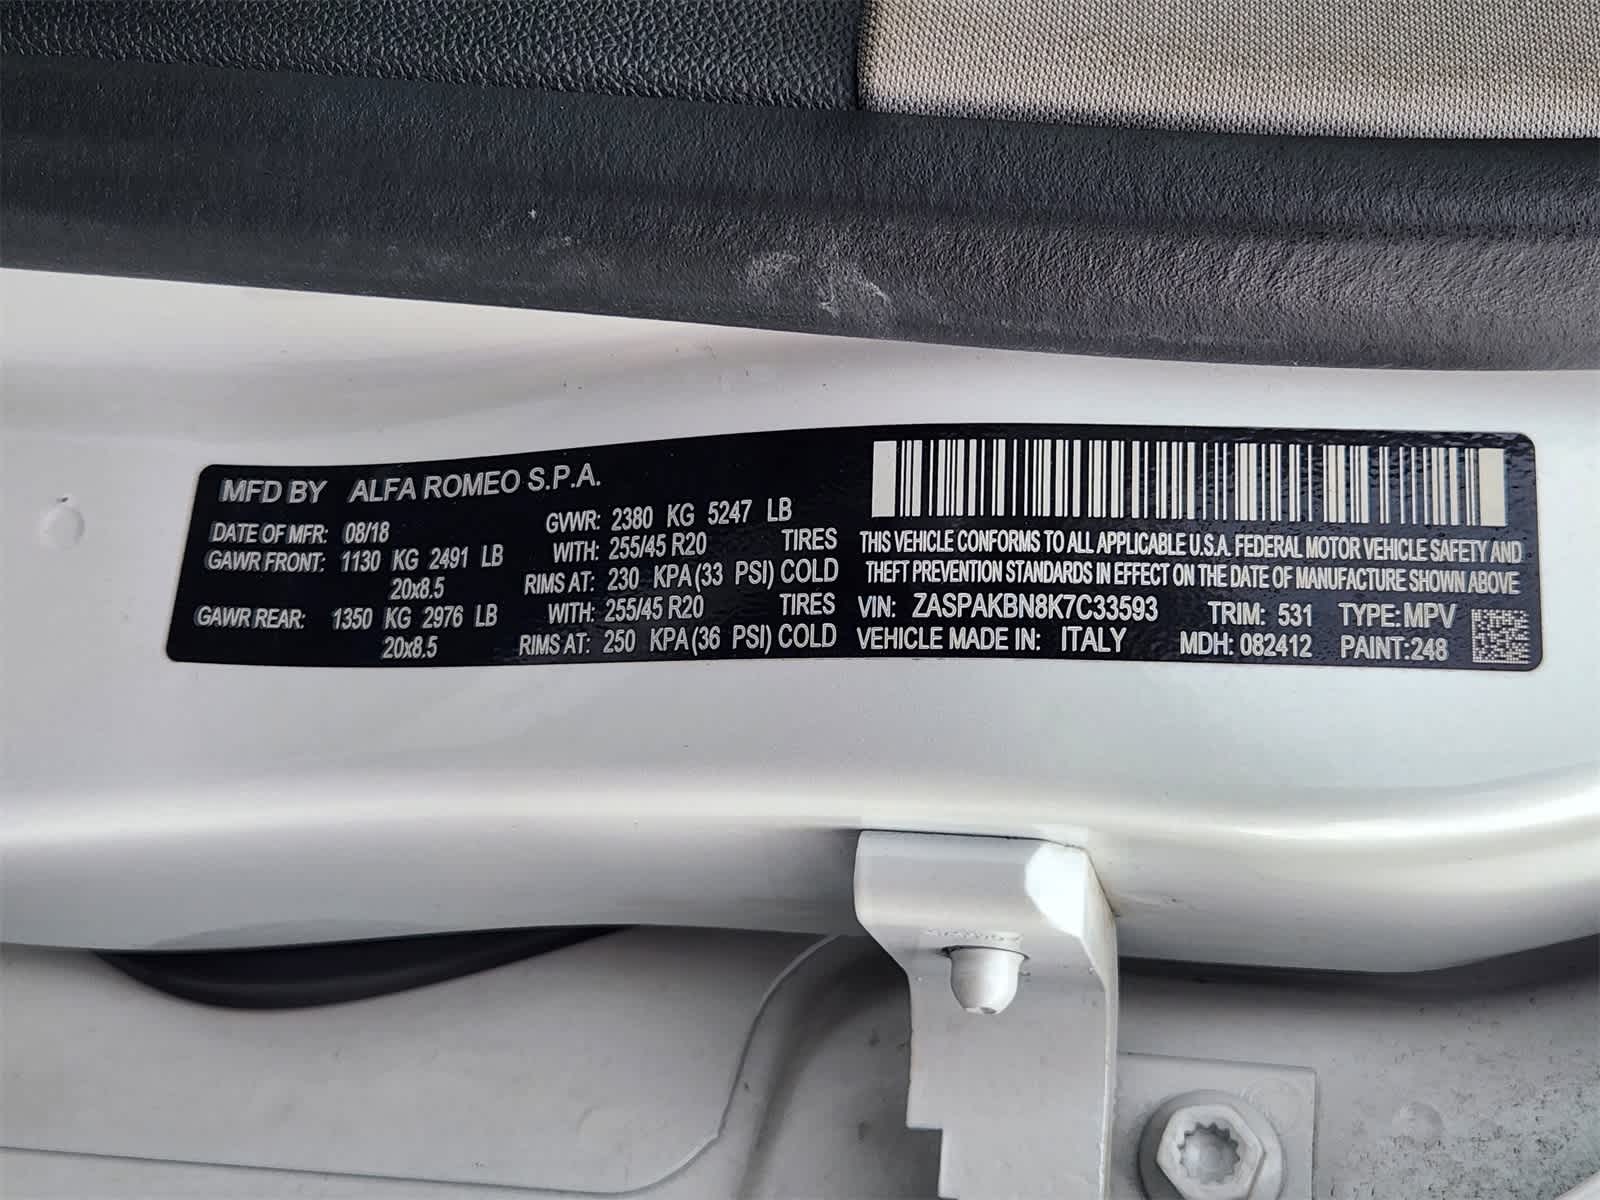 MFD BY ALFA ROMEO S.P.A.
DATE OF MFR: 08/18 GVWR: 2380 KG 5247 LB
GAWR FRONT: 1130 KG 2491 LB WITH: 255/45 R20 TIRES
20x8.5 RIMS AT: 230 KPA (33 PSI) COLD
GAWR REAR: 1350 KG 2976 LB WITH: 255/45 R20 TIRES
20x8.5 RIMS AT: 250 KPA (36 PSI) COLD
THIS VEHICLE CONFORMS TO ALL APPLICABLE U.S.A. FEDERAL MOTOR VEHICLE SAFETY AND
THEFT PREVENTION STANDARDS IN EFFECT ON THE DATE OF MANUFACTURE SHOWN ABOVE
VIN: ZASPAKBN8K7C33593 TRIM: 531 TYPE: MPV
VEHICLE MADE IN: ITALY MDH: 082412 PAINT:248